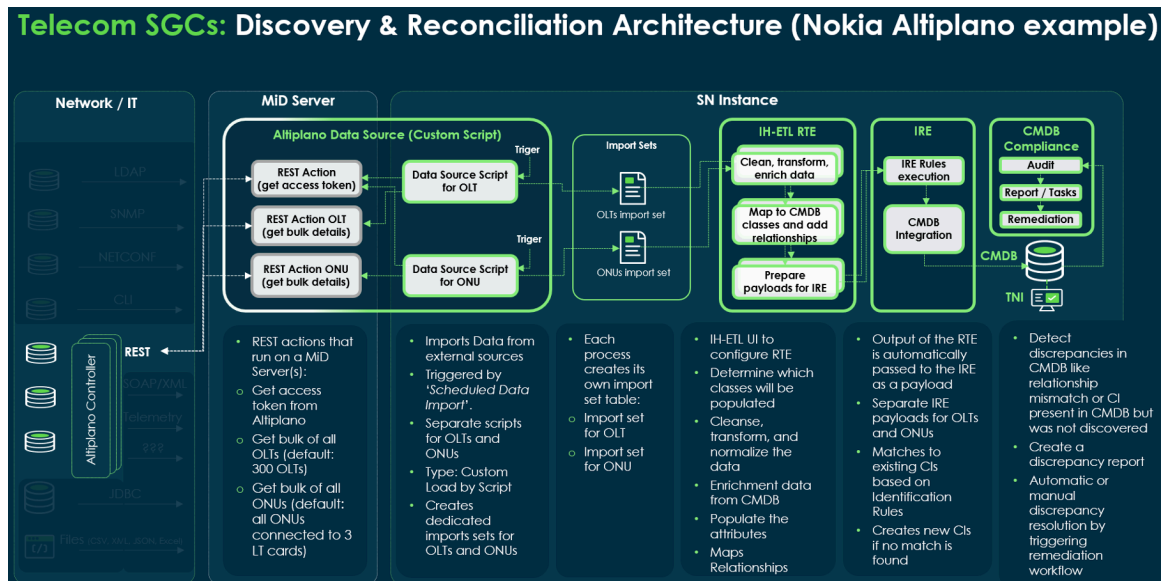 Telecom SGCs: Discovery & Reconciliation Architecture (Nokia Altiplano example)
Network / IT
LDAP
SNMP
NETCONF
CLI
REST
Altiplano Controller
SOAP/XML
Telemetry
???
JDBC
Files (CSV, XML, JSON, Excel)
MiD Server
SN Instance
Altiplano Data Source (Custom Script)
REST Action
(get access token)
REST Action OLT
(get bulk details)
REST Action ONU
(get bulk details)
Triger
Data Source Script
for OLT
Triger
Data Source Script
for ONU
Import Sets
OLTs import set
ONUs import set
IH-ETL RTE
Clean, transform,
enrich data
Map to CMDB
classes and add
relationships
Prepare
payloads for IRE
IRE
IRE Rules
execution
CMDB
Integration
CMDB
Compliance
Audit
Report / Tasks
Remediation
CMDB
TNI
• REST actions that
run on a MiD
Server(s):
o Get access
token from
Altiplano
o Get bulk of all
OLTs (default:
300 OLTs)
o Get bulk of all
ONUs (default:
all ONUs
connected to 3
LT cards)
• Imports Data from
external sources
• Triggered by
‘Scheduled Data
Import’.
• Separate scripts
for OLTs and
ONUs
• Type: Custom
Load by Script
• Creates
dedicated
imports sets for
OLTs and ONUs
• Each
process
creates its
own import
set table:
o Import set
for OLT
o Import set
for ONU
• IH-ETL UI to
configure RTE
• Determine which
classes will be
populated
• Cleanse,
transform, and
normalize the
data
• Enrichment data
from CMDB
• Populate the
attributes
• Maps
Relationships
• Output of the RTE
is automatically
passed to the IRE
as a payload
• Separate IRE
payloads for OLTs
and ONUs
• Matches to
existing CIs
based on
Identification
Rules
• Creates new CIs
if no match is
found
• Detect
discrepancies in
CMDB like
relationship
mismatch or CI
present in CMDB but
was not discovered
• Create a
discrepancy report
• Automatic or
manual
discrepancy
resolution by
triggering
remediation
workflow